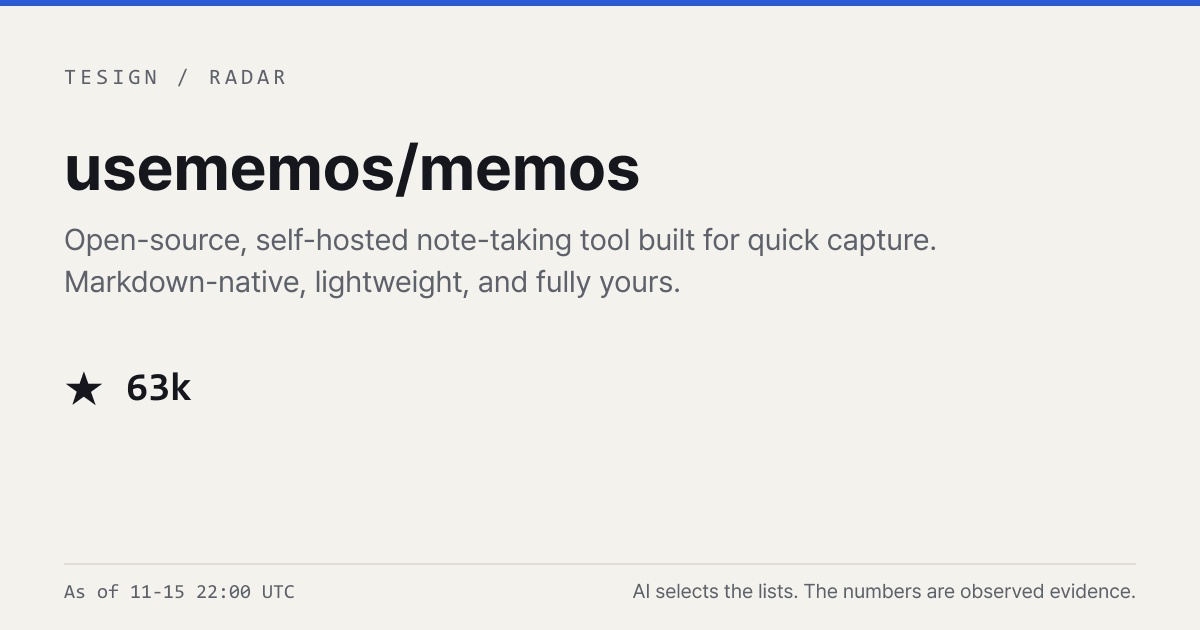 TESIGN / RADAR
usememos/memos
Open-source, self-hosted note-taking tool built for quick capture.
Markdown-native, lightweight, and fully yours.
★ 63k
As of 11-15 22:00 UTC
AI selects the lists. The numbers are observed evidence.